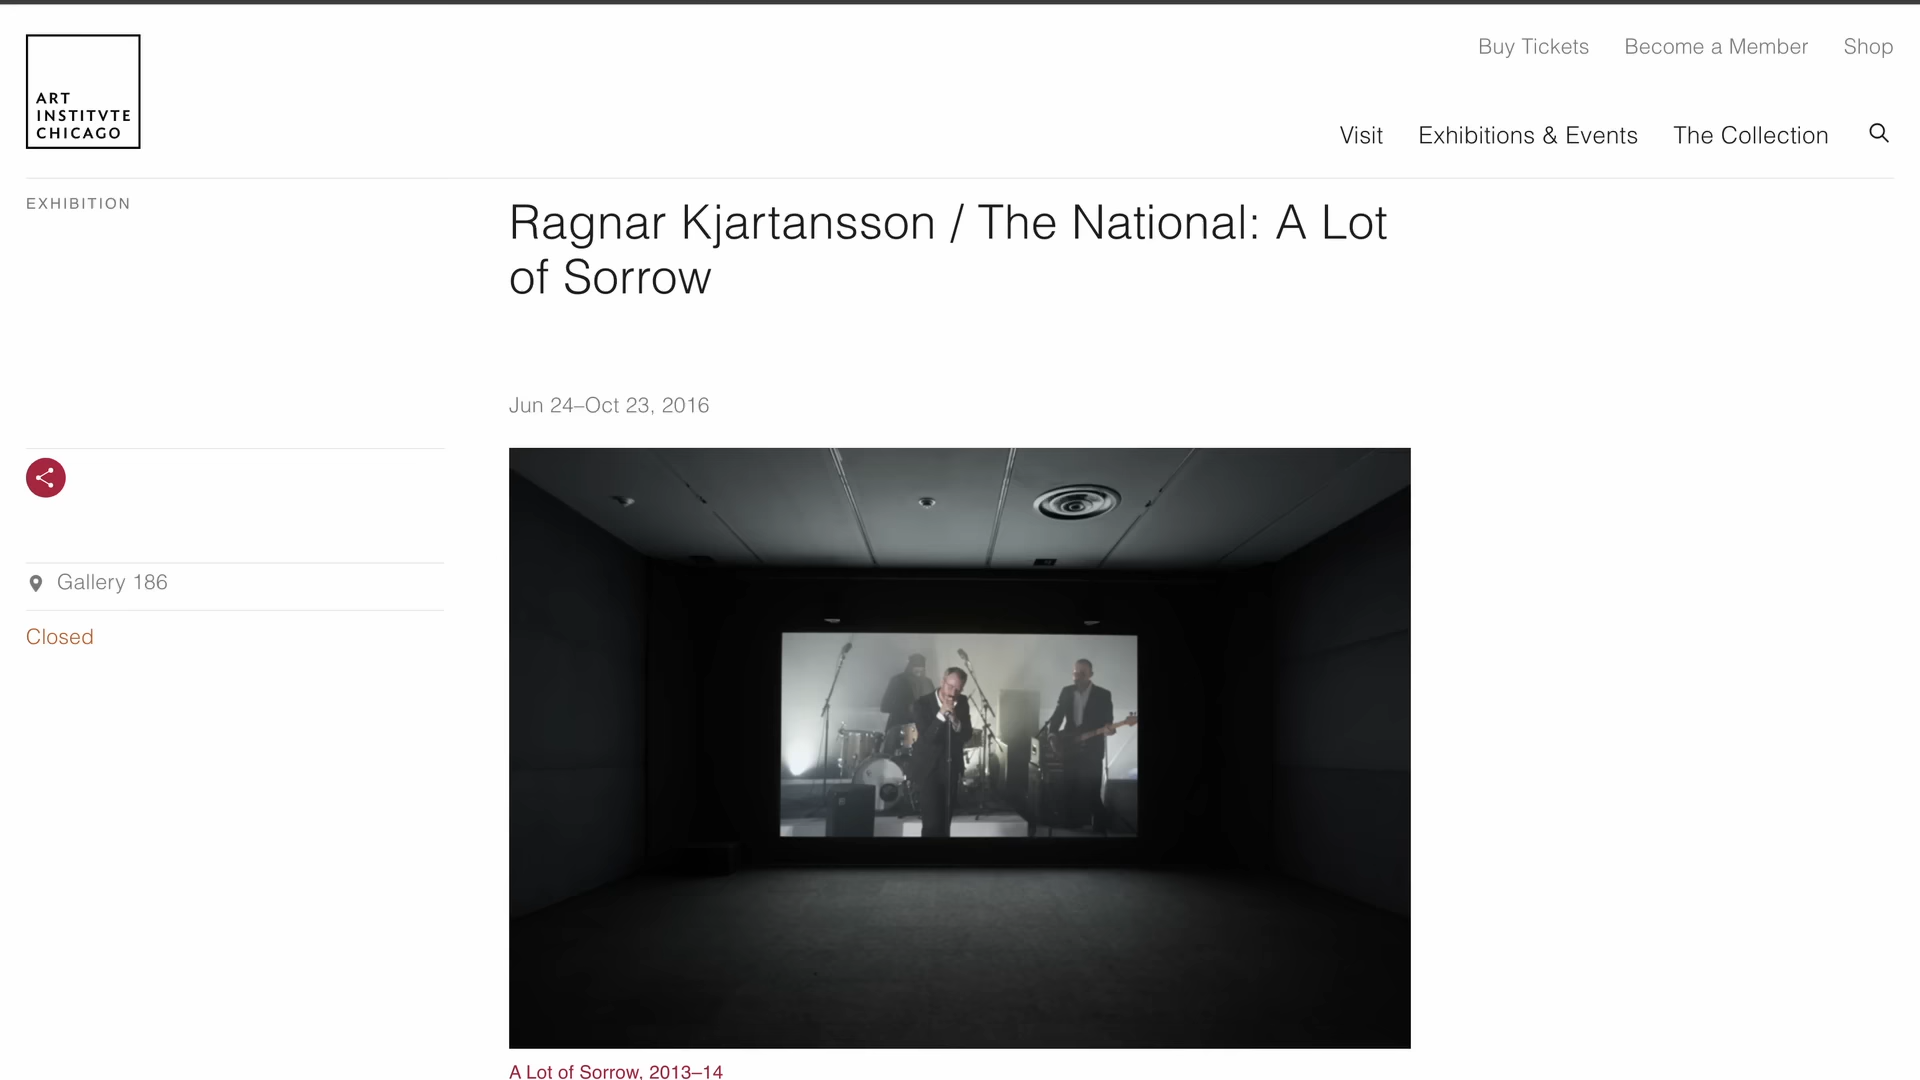 ART
INSTITVTE
CHICAGO
Buy Tickets Become a Member Shop
Visit Exhibitions & Events The Collection
EXHIBITION
Ragnar Kjartansson / The National: A Lot
of Sorrow
Jun 24–Oct 23, 2016
Gallery 186
Closed
A Lot of Sorrow, 2013–14